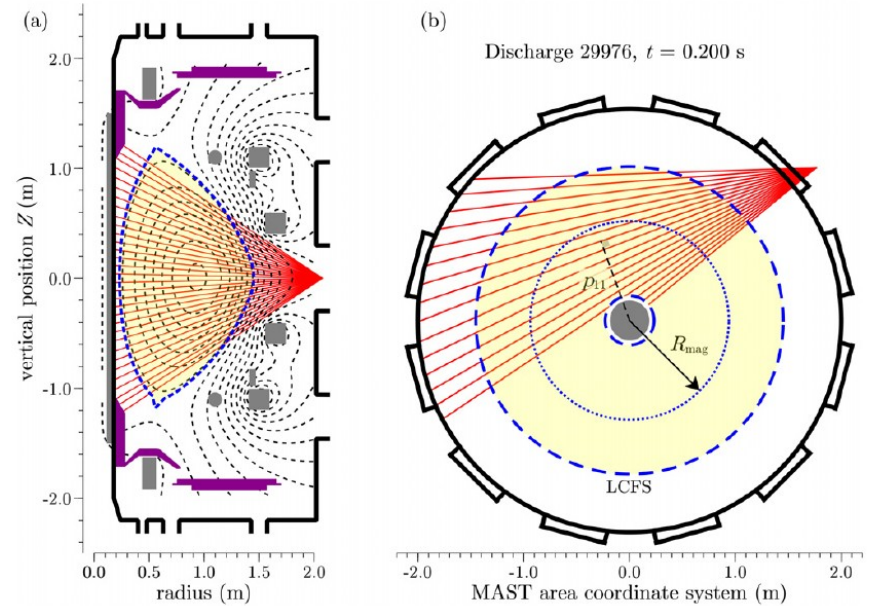 (a)
(b)
Discharge 29976, t = 0.200 s
2.0
1.0
0.0
-1.0
-2.0
vertical position Z (m)
0.0 0.5 1.0 1.5 2.0
radius (m)
p11
Rmag
LCFS
-2.0 -1.0 0.0 1.0 2.0
MAST area coordinate system (m)